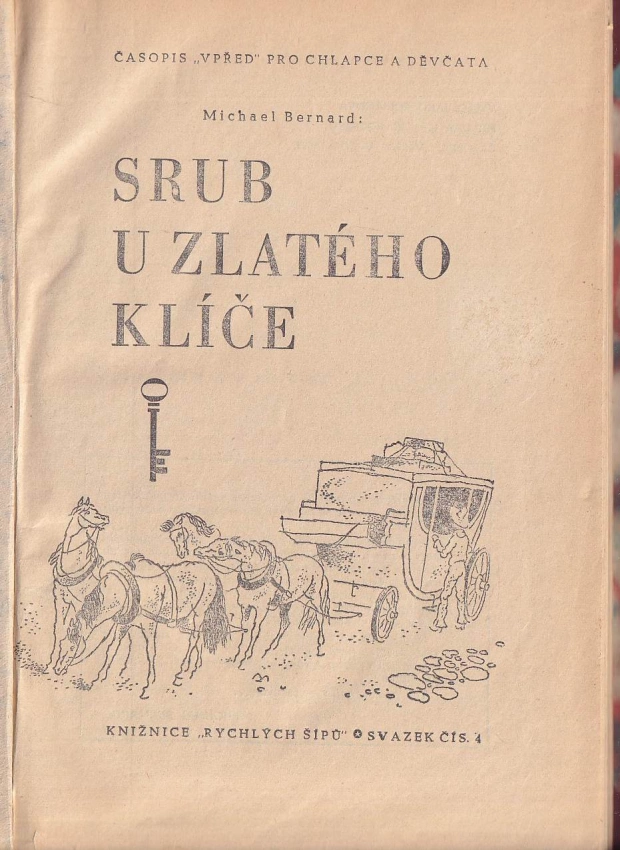 ČASOPIS „VPŘED" PRO CHLAPCE A DĚVČATA
Michael Bernard:
SRUB
U ZLATÉHO
KLÍČE
KNIŽNICE „RYCHLÝCH ŠÍPŮ" ✪ SVAZEK ČÍS. 4